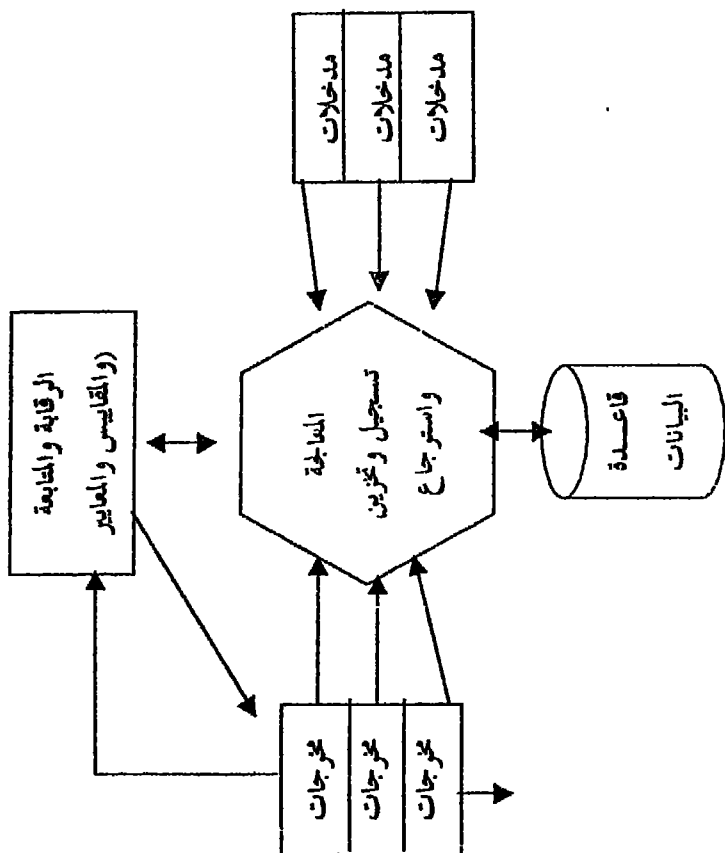 الرقابة والمتابعة
(والمقاييس والمعايير
مدخلات
مدخلات
مدخلات
المعالجة
تسجيل وتخزين
واسترجاع
مخرجات
مخرجات
مخرجات
قاعدة
البيانات